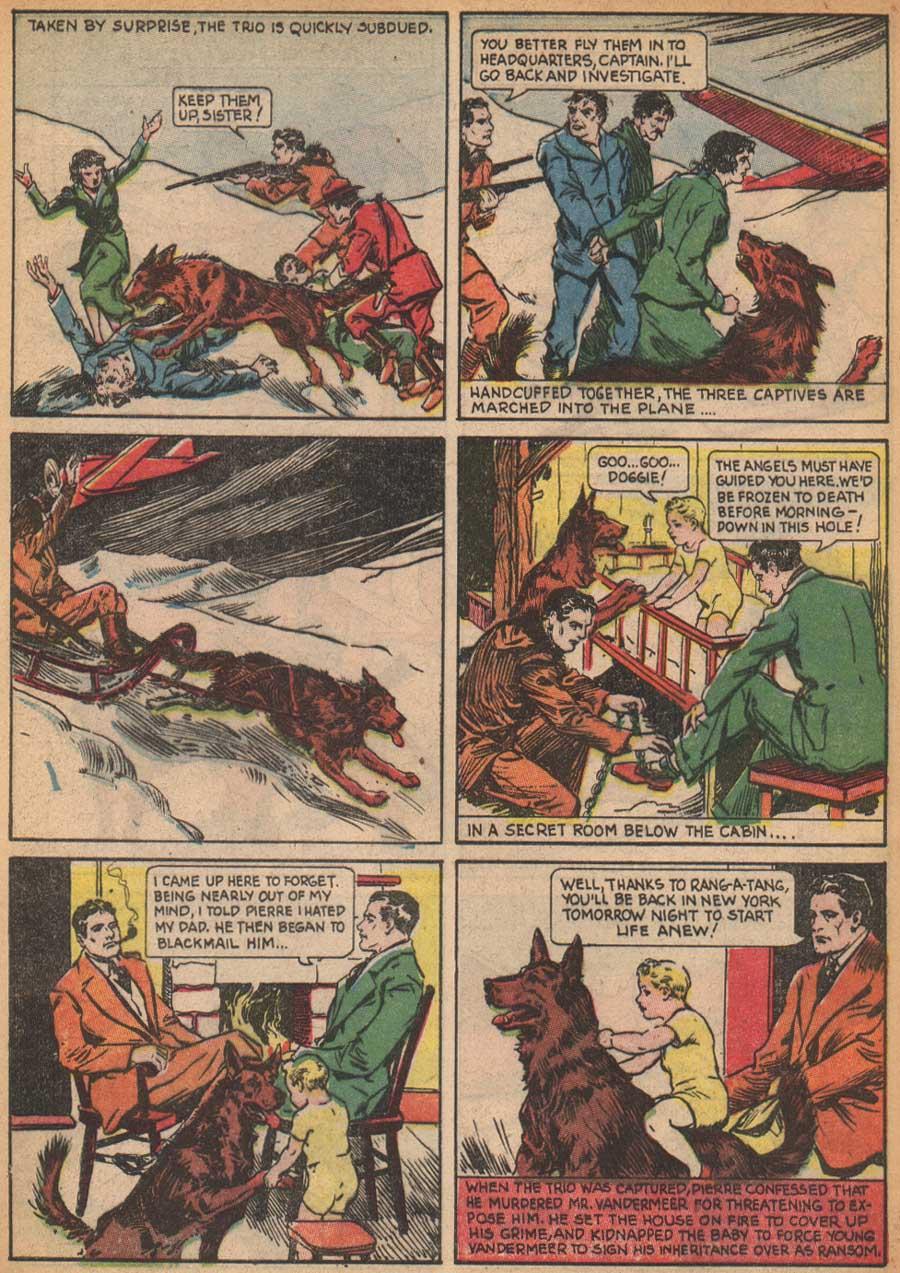 TAKEN BY SURPRISE, THE TRIO IS QUICKLY SUBDUED.
KEEP THEM
UP, SISTER!
YOU BETTER FLY THEM IN TO
HEADQUARTERS, CAPTAIN. I'LL
GO BACK AND INVESTIGATE.
HANDCUFFED TOGETHER, THE THREE CAPTIVES ARE
MARCHED INTO THE PLANE ....
GOO...GOO...
DOGGIE!
THE ANGELS MUST HAVE
GUIDED YOU HERE. WE'D
BE FROZEN TO DEATH
BEFORE MORNING-
DOWN IN THIS HOLE!
IN A SECRET ROOM BELOW THE CABIN....
I CAME UP HERE TO FORGET.
BEING NEARLY OUT OF MY
MIND, I TOLD PIERRE I HATED
MY DAD. HE THEN BEGAN TO
BLACKMAIL HIM...
WELL, THANKS TO RANG-A-TANG,
YOU'LL BE BACK IN NEW YORK
TOMORROW NIGHT TO START
LIFE ANEW!
WHEN THE TRIO WAS CAPTURED, PIERRE CONFESSED THAT
HE MURDERED MR. VANDERMEER FOR THREATENING TO EX-
POSE HIM. HE SET THE HOUSE ON FIRE TO COVER UP
HIS GRIME, AND KIDNAPPED THE BABY TO FORCE YOUNG
VANDERMEER TO SIGN HIS INHERITANCE OVER AS RANSOM.